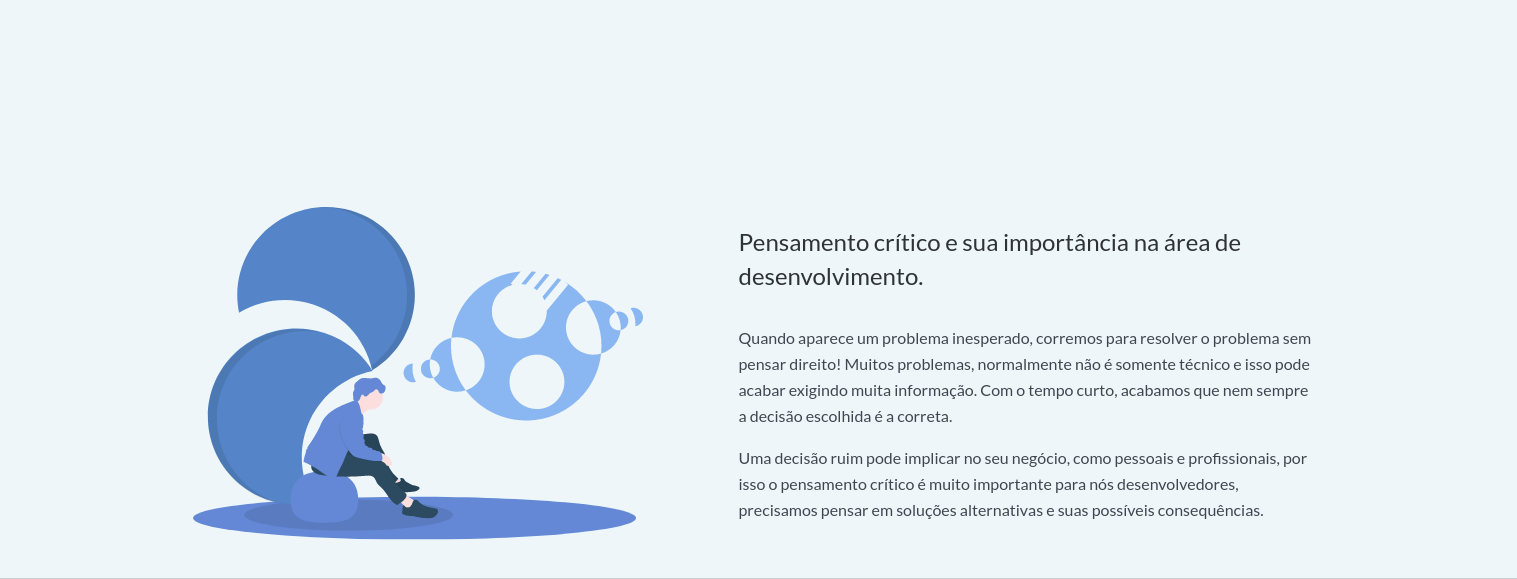 Pensamento crítico e sua importância na área de
desenvolvimento.
Quando aparece um problema inesperado, corremos para resolver o problema sem
pensar direito! Muitos problemas, normalmente não é somente técnico e isso pode
acabar exigindo muita informação. Com o tempo curto, acabamos que nem sempre
a decisão escolhida é a correta.
Uma decisão ruim pode implicar no seu negócio, como pessoais e profissionais, por
isso o pensamento crítico é muito importante para nós desenvolvedores,
precisamos pensar em soluções alternativas e suas possíveis consequências.